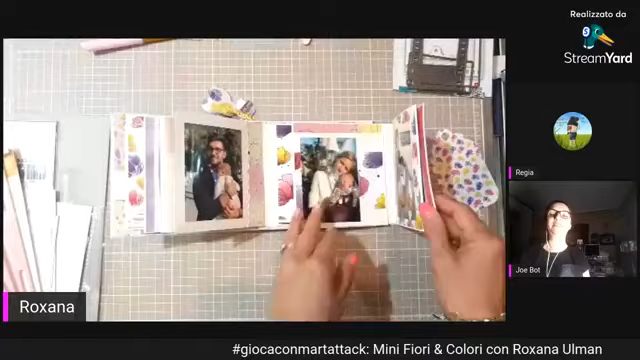 Realizzato da
StreamYard
Regia
Joe Bot
Roxana
#giocaconmartattack: Mini Fiori & Colori con Roxana Ulman